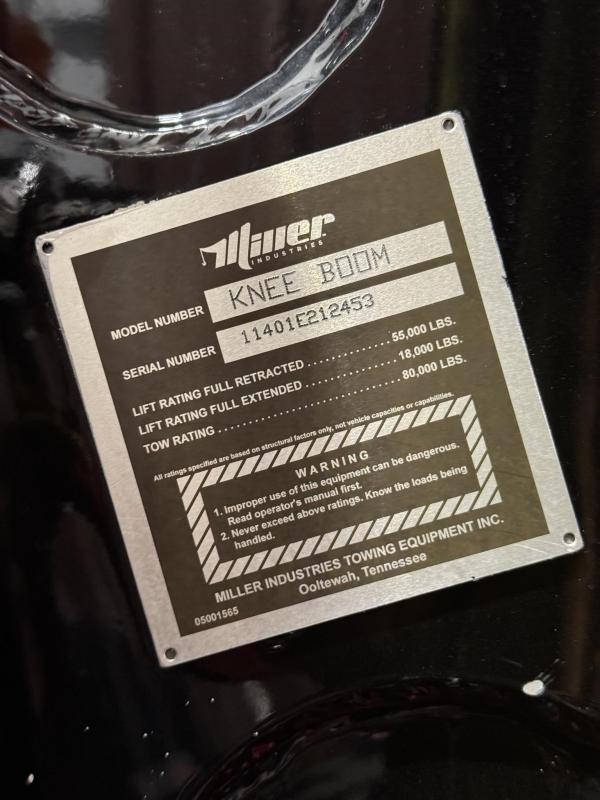 Miller
INDUSTRIES
MODEL NUMBER KNEE BOOM
SERIAL NUMBER 11401E212453
LIFT RATING FULL RETRACTED . . . . . . . . . . . . 55,000 LBS.
LIFT RATING FULL EXTENDED . . . . . . . . . . . . . 18,000 LBS.
TOW RATING . . . . . . . . . . . . . . . . . . . . . . . . . . 80,000 LBS.
All ratings specified are based on structural factors only, not vehicle capacities or capabilities.
WARNING
1. Improper use of this equipment can be dangerous.
Read operator's manual first.
2. Never exceed above ratings. Know the loads being
handled.
MILLER INDUSTRIES TOWING EQUIPMENT INC.
Ooltewah, Tennessee
05001565